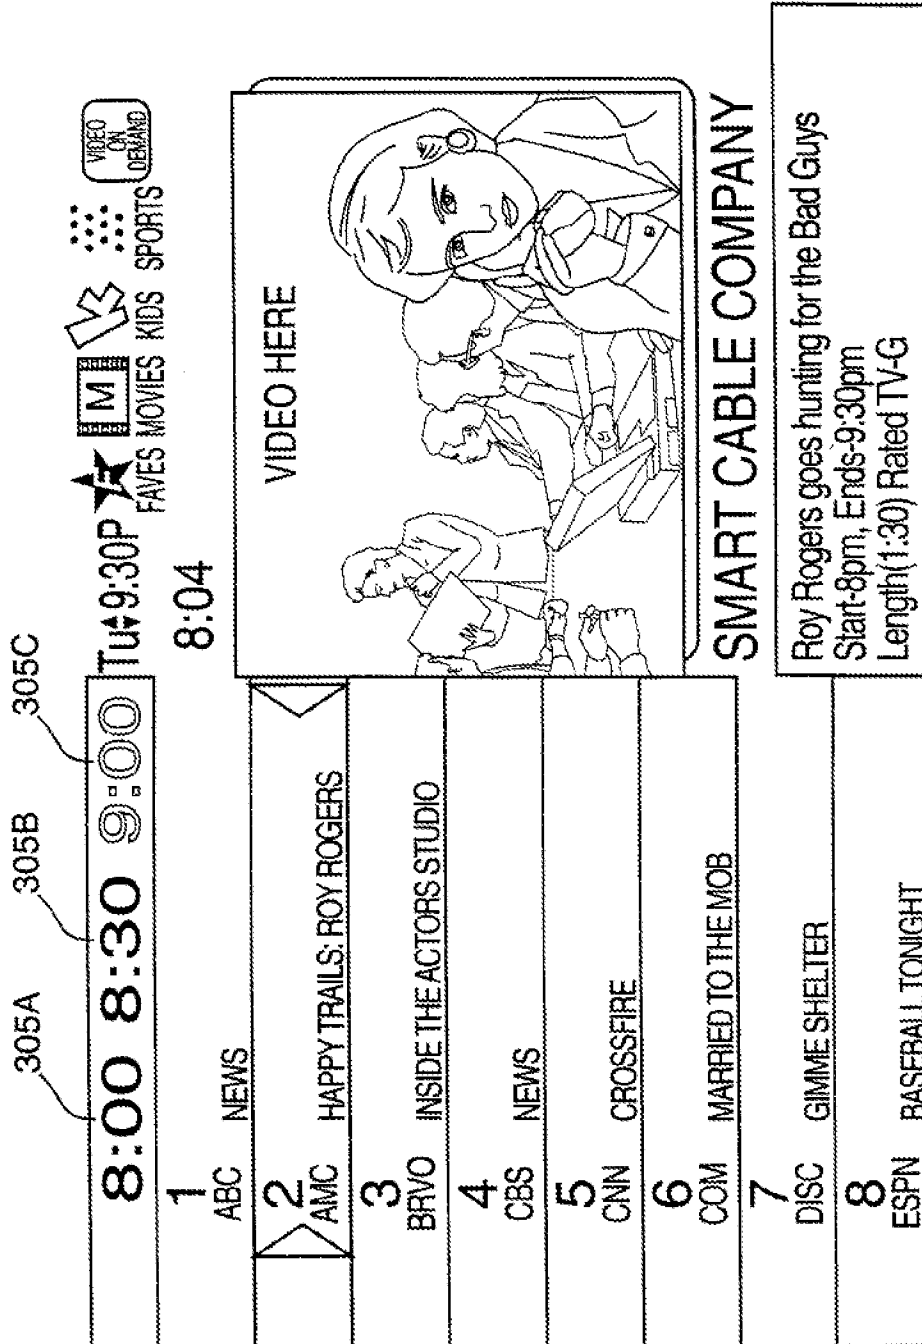 305A 305B 305C
8:00 8:30 9:00 Tu 9:30P
FAVES MOVIES KIDS SPORTS
M
VIDEO
ON
DEMAND
8:04
1
ABC NEWS
2
AMC HAPPY TRAILS: ROY ROGERS
3
BRVO INSIDE THE ACTORS STUDIO
4
CBS NEWS
5
CNN CROSSFIRE
6
COM MARRIED TO THE MOB
7
DISC GIMME SHELTER
8
ESPN BASEBALL TONIGHT
VIDEO HERE
SMART CABLE COMPANY
Roy Rogers goes hunting for the Bad Guys
Start-8pm, Ends-9:30pm
Length(1:30) Rated TV-G